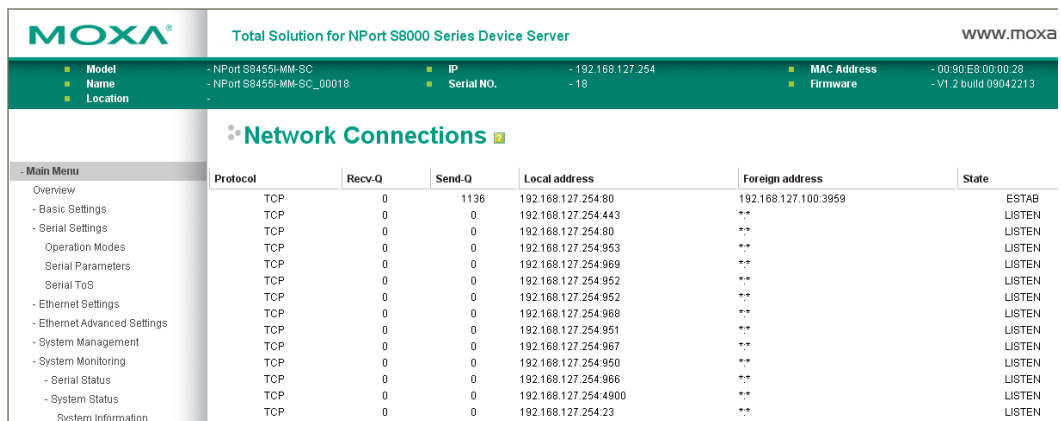 MOXA®
Total Solution for NPort S8000 Series Device Server
www.moxa
Model - NPort S8455I-MM-SC IP - 192.168.127.254 MAC Address - 00:90:E8:00:00:28
Name - NPort S8455I-MM-SC_00018 Serial NO. - 18 Firmware - V1.2 build 09042213
Location -
Network Connections
- Main Menu
Overview
- Basic Settings
- Serial Settings
Operation Modes
Serial Parameters
Serial ToS
- Ethernet Settings
- Ethernet Advanced Settings
- System Management
- System Monitoring
- Serial Status
- System Status
System Information
Protocol Recv-Q Send-Q Local address Foreign address State
TCP 0 1136 192.168.127.254:80 192.168.127.100:3959 ESTAB
TCP 0 0 192.168.127.254:443 *:* LISTEN
TCP 0 0 192.168.127.254:80 *:* LISTEN
TCP 0 0 192.168.127.254:953 *:* LISTEN
TCP 0 0 192.168.127.254:969 *:* LISTEN
TCP 0 0 192.168.127.254:952 *:* LISTEN
TCP 0 0 192.168.127.254:952 *:* LISTEN
TCP 0 0 192.168.127.254:968 *:* LISTEN
TCP 0 0 192.168.127.254:951 *:* LISTEN
TCP 0 0 192.168.127.254:967 *:* LISTEN
TCP 0 0 192.168.127.254:950 *:* LISTEN
TCP 0 0 192.168.127.254:966 *:* LISTEN
TCP 0 0 192.168.127.254:4900 *:* LISTEN
TCP 0 0 192.168.127.254:23 *:* LISTEN